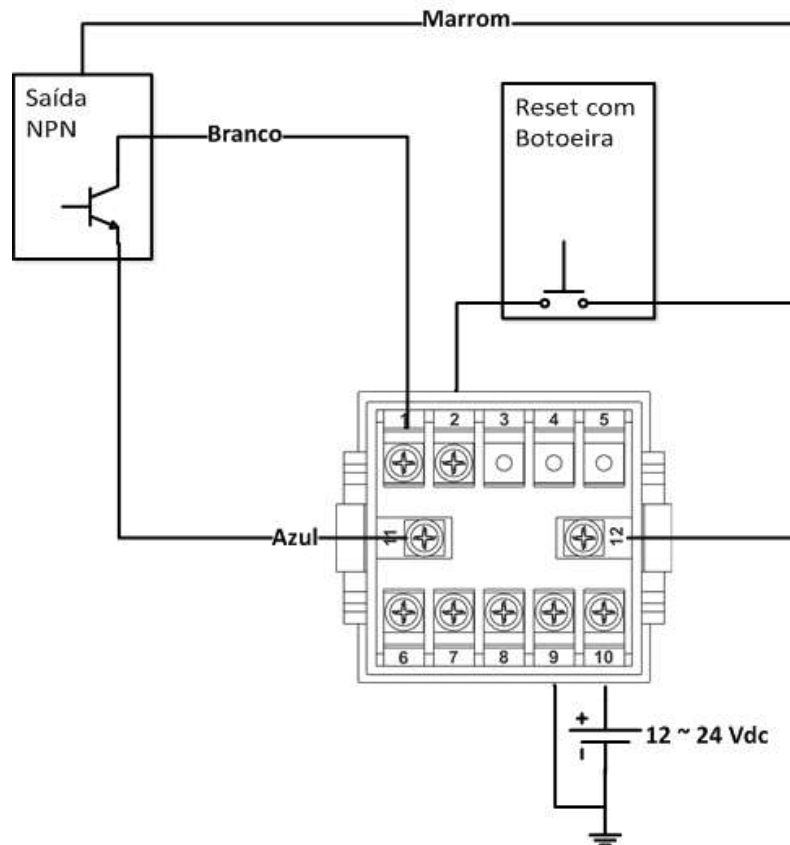 Marrom
Saída
NPN
Branco
Reset com
Botoeira
1 2 3 4 5
Azul
11
12
6 7 8 9 10
+
12 ~ 24 Vdc
-